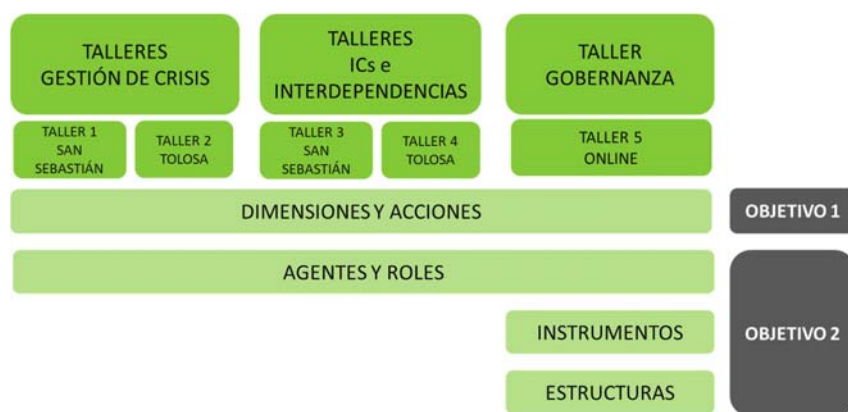 TALLERES
GESTIÓN DE CRISIS
TALLERES
ICs e
INTERDEPENDENCIAS
TALLER
GOBERNANZA
TALLER 1
SAN
SEBASTIÁN
TALLER 2
TOLOSA
TALLER 3
SAN
SEBASTIÁN
TALLER 4
TOLOSA
TALLER 5
ONLINE
DIMENSIONES Y ACCIONES
OBJETIVO 1
AGENTES Y ROLES
INSTRUMENTOS
OBJETIVO 2
ESTRUCTURAS